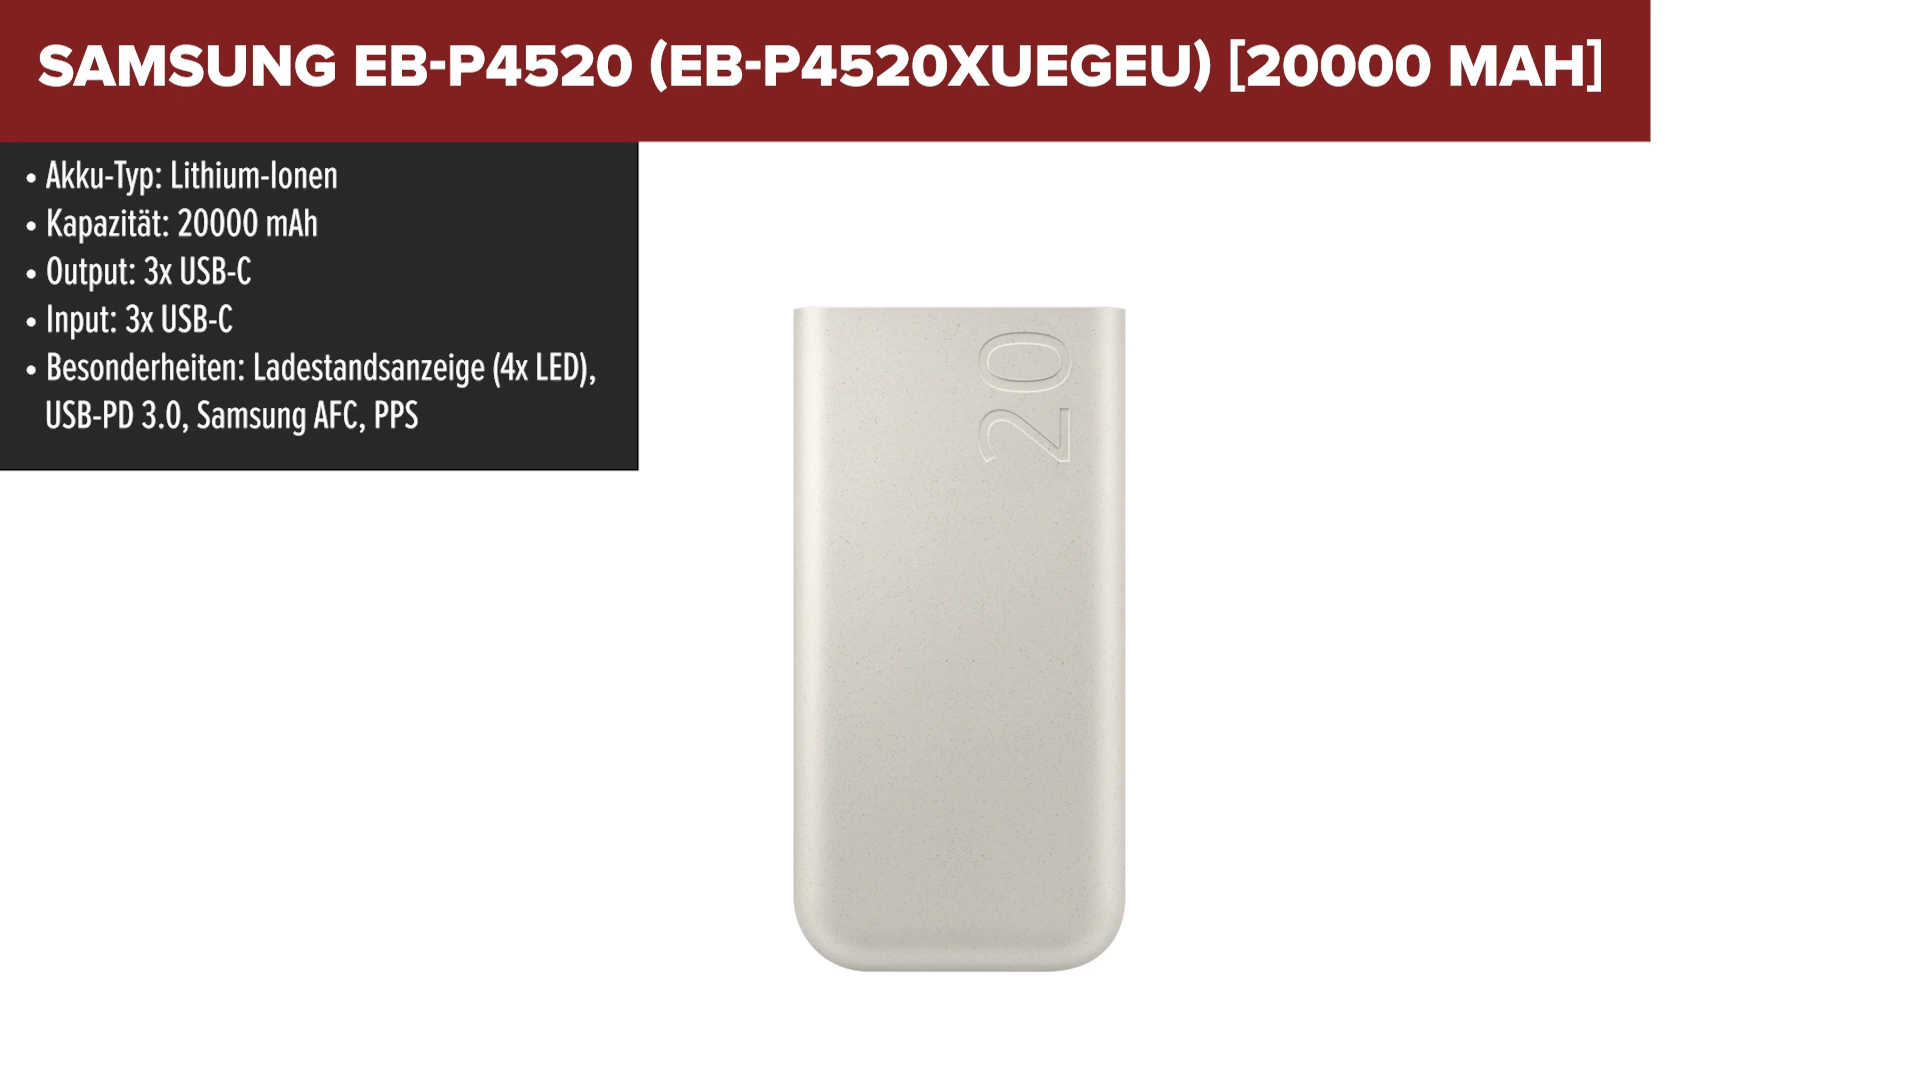 SAMSUNG EB-P4520 (EB-P4520XUEGEU) [20000 MAH]
• Akku-Typ: Lithium-Ionen
• Kapazität: 20000 mAh
• Output: 3x USB-C
• Input: 3x USB-C
• Besonderheiten: Ladestandsanzeige (4x LED),
USB-PD 3.0, Samsung AFC, PPS
20